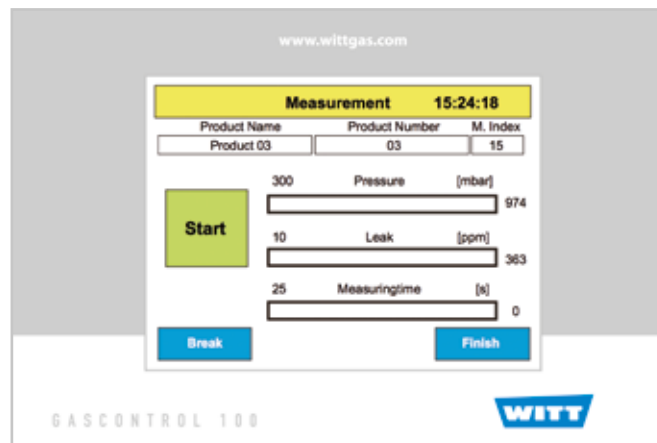 www.wittgas.com
Measurement 15:24:18
Product Name Product Number M. Index
Product 03 03 15
300 Pressure [mbar]
974
Start
10 Leak [ppm]
363
25 Measuringtime [s]
0
Break Finish
GASCONTROL 100 WITT